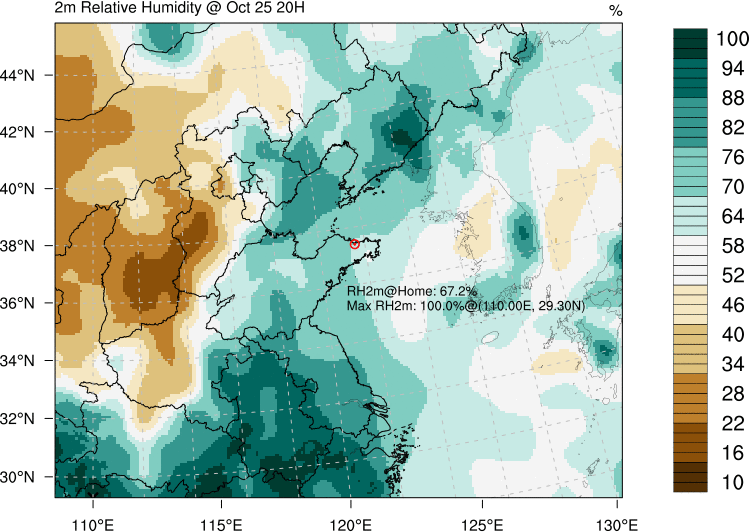 2m Relative Humidity @ Oct 25 20H
%
44°N
42°N
40°N
38°N
36°N
34°N
32°N
30°N
110°E
115°E
120°E
125°E
130°E
RH2m@Home: 67.2%
Max RH2m: 100.0%@(110.00E, 29.30N)
100
94
88
82
76
70
64
58
52
46
40
34
28
22
16
10